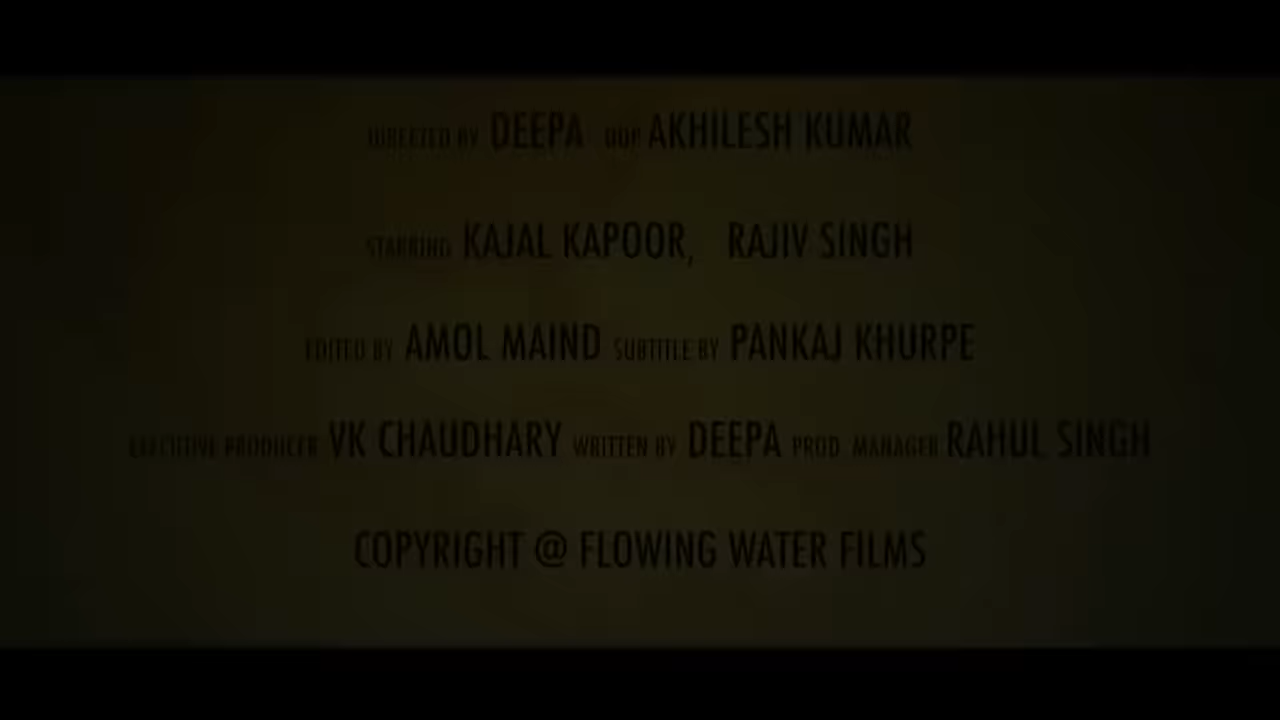 DIRECTED BY DEEPA DOP AKHILESH KUMAR
STARRING KAJAL KAPOOR, RAJIV SINGH
EDITED BY AMOL MAIND SUBTITLE BY PANKAJ KHURPE
EXECUTIVE PRODUCER VK CHAUDHARY WRITTEN BY DEEPA PROD. MANAGER RAHUL SINGH
COPYRIGHT @ FLOWING WATER FILMS